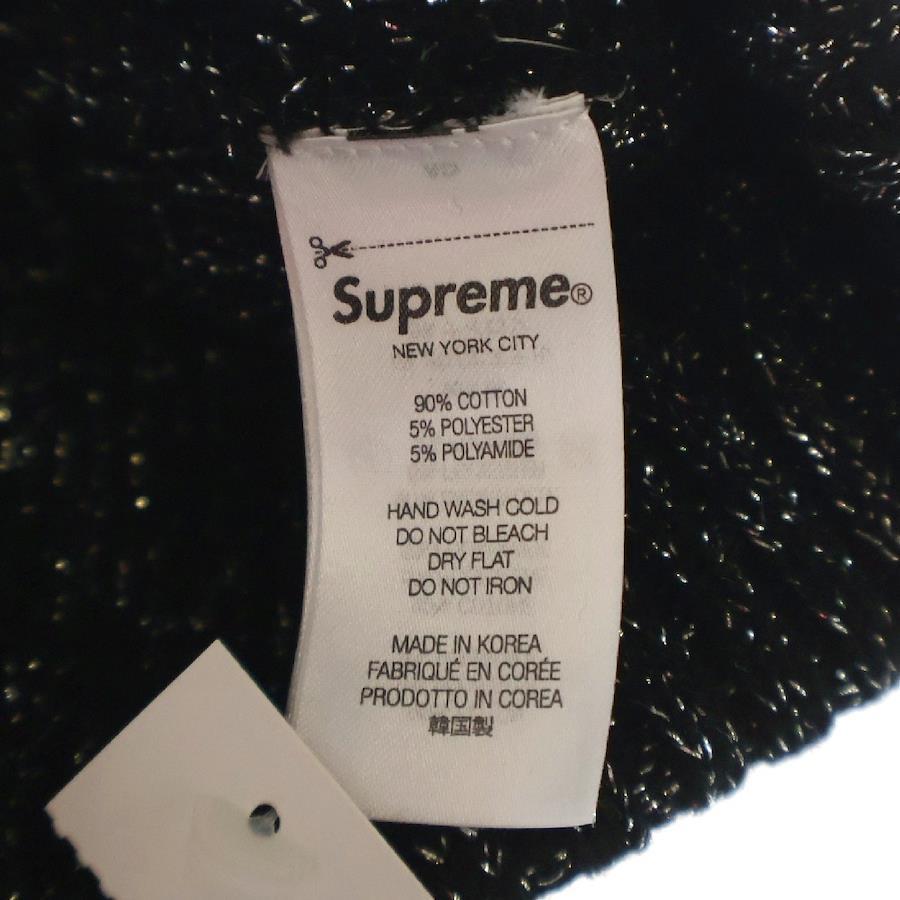 Supreme®
NEW YORK CITY
90% COTTON
5% POLYESTER
5% POLYAMIDE
HAND WASH COLD
DO NOT BLEACH
DRY FLAT
DO NOT IRON
MADE IN KOREA
FABRIQUÉ EN CORÉE
PRODOTTO IN COREA
韓国製